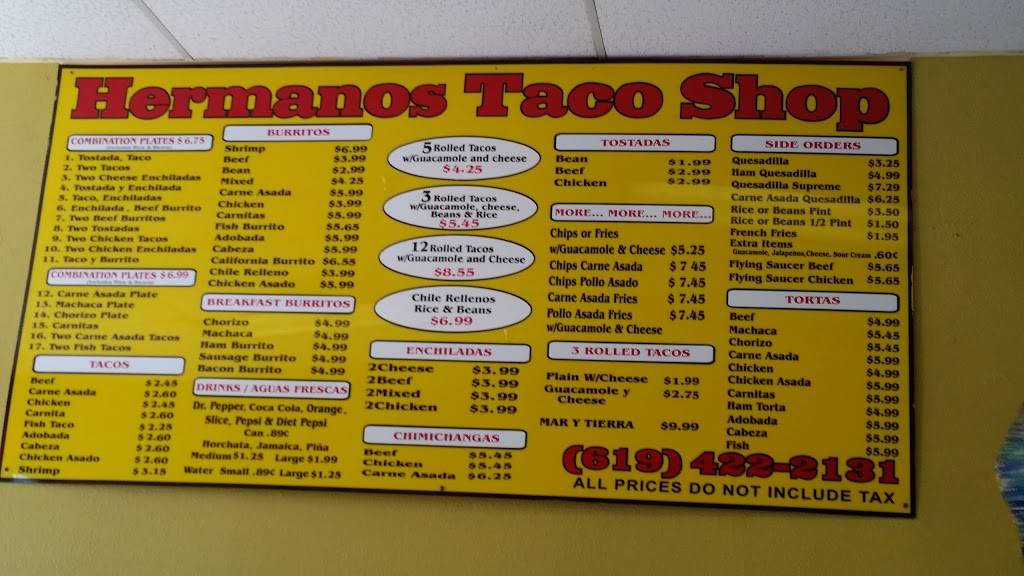 Hermanos Taco Shop
COMBINATION PLATES $6.75
1. Tostada, Taco
2. Two Tacos
3. Two Cheese Enchiladas
4. Tostada y Enchilada
5. Taco, Enchiladas
6. Enchilada, Beef Burrito
7. Two Beef Burritos
8. Two Tostadas
9. Two Chicken Tacos
10. Two Chicken Enchiladas
11. Taco y Burrito
COMBINATION PLATES $6.99
12. Carne Asada Plate
13. Machaca Plate
14. Chorizo Plate
15. Carnitas
16. Two Carne Asada Tacos
17. Two Fish Tacos
TACOS
Beef $2.45
Carne Asada $2.60
Chicken $2.45
Carnita $2.60
Fish Taco $2.25
Adobada $2.60
Cabeza $2.60
Chicken Asado $2.60
Shrimp $3.15
BURRITOS
Shrimp $6.99
Beef $3.99
Bean $2.99
Mixed $4.25
Carne Asada $5.99
Chicken $3.99
Carnitas $5.99
Fish Burrito $5.65
Adobada $5.99
Cabeza $5.99
California Burrito $6.55
Chile Relleno $3.99
Chicken Asado $5.99
BREAKFAST BURRITOS
Chorizo $4.99
Machaca $4.99
Ham Burrito $4.99
Sausage Burrito $4.99
Bacon Burrito $4.99
DRINKS / AGUAS FRESCAS
Dr. Pepper, Coca Cola, Orange,
Slice, Pepsi & Diet Pepsi
Can .89¢
Horchata, Jamaica, Piña
Medium $1.25 Large $1.99
Water Small .89¢ Large $1.25
5 Rolled Tacos
w/Guacamole and cheese
$4.25
3 Rolled Tacos
w/Guacamole, cheese,
Beans & Rice
$5.45
12 Rolled Tacos
w/Guacamole and Cheese
$8.55
Chile Rellenos
Rice & Beans
$6.99
ENCHILADAS
2Cheese $3.99
2Beef $3.99
2Mixed $3.99
2Chicken $3.99
CHIMICHANGAS
Beef $5.45
Chicken $5.45
Carne Asada $6.25
TOSTADAS
Bean $1.99
Beef $2.99
Chicken $2.99
MORE... MORE... MORE...
Chips or Fries
w/Guacamole & Cheese $5.25
Chips Carne Asada $7 45
Chips Pollo Asado $7.45
Carne Asada Fries $7.45
Pollo Asada Fries $7.45
w/Guacamole & Cheese
3 ROLLED TACOS
Plain W/Cheese $1.99
Guacamole y $2.75
Cheese
MAR Y TIERRA $9.99
SIDE ORDERS
Quesadilla $3.25
Ham Quesadilla $4.99
Quesadilla Supreme $7.29
Carne Asada Quesadilla $6.25
Rice or Beans Pint $3.50
Rice or Beans 1/2 Pint $1.50
French Fries $1.95
Extra Items
Guacamole, Jalapeños, Cheese, Sour Cream .60¢
Flying Saucer Beef $5.65
Flying Saucer Chicken $5.65
TORTAS
Beef $4.99
Machaca $5.45
Chorizo $5.45
Carne Asada $5.99
Chicken $4.99
Chicken Asada $5.99
Carnitas $5.99
Ham Torta $4.99
Adobada $5.99
Cabeza $5.99
Fish $5.99
(619) 422-2131
ALL PRICES DO NOT INCLUDE TAX